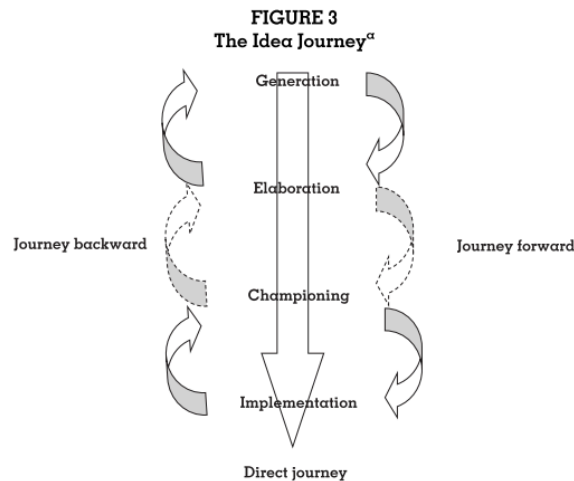 FIGURE 3
The Idea Journeyᵃ
Generation
Elaboration
Journey backward
Journey forward
Championing
Implementation
Direct journey